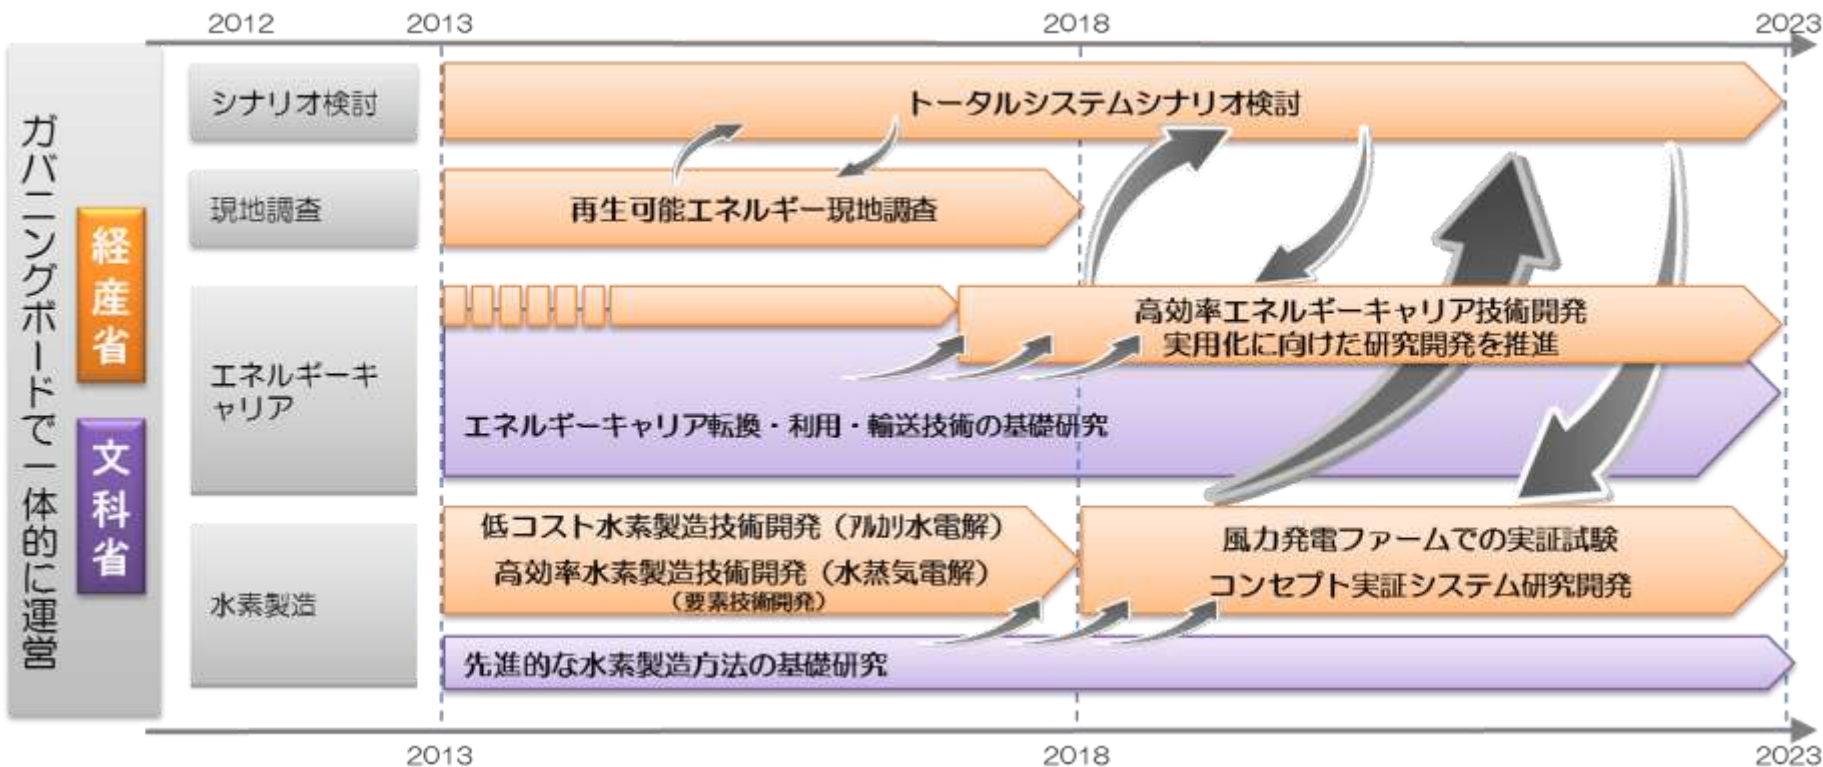 2012
2013
2018
2023
ガバニングボードで一体的に運営
経産省
文科省
シナリオ検討
トータルシステムシナリオ検討
現地調査
再生可能エネルギー現地調査
エネルギーキ
ャリア
高効率エネルギーキャリア技術開発
実用化に向けた研究開発を推進
エネルギーキャリア転換・利用・輸送技術の基礎研究
水素製造
低コスト水素製造技術開発（ｱﾙｶﾘ水電解）
高効率水素製造技術開発（水蒸気電解）
（要素技術開発）
風力発電ファームでの実証試験
コンセプト実証システム研究開発
先進的な水素製造方法の基礎研究
2013
2018
2023